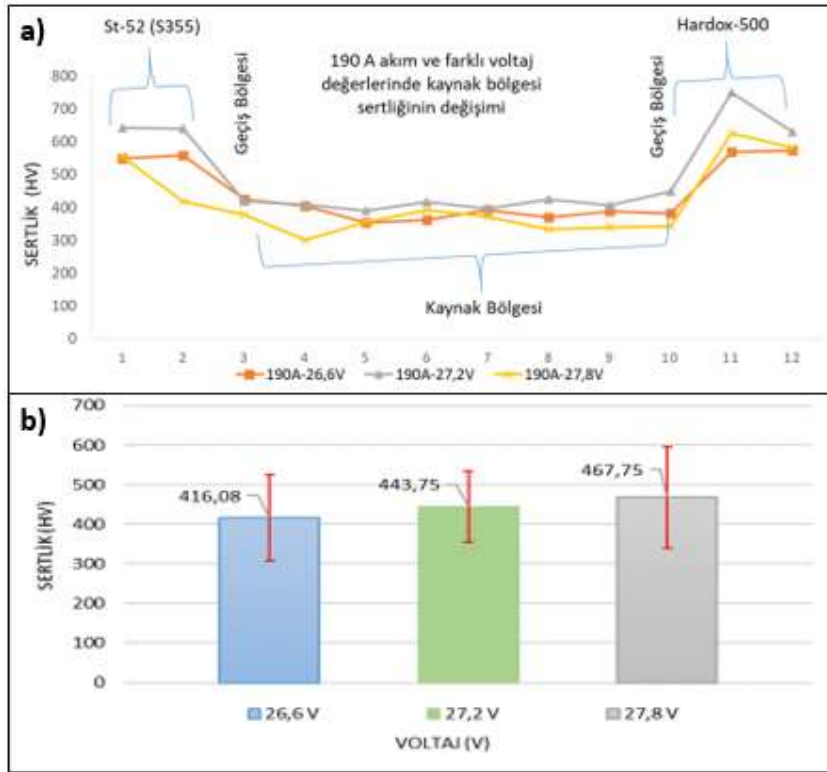 a)
St-52 (S355)
Hardox-500
190 A akım ve farklı voltaj
değerlerinde kaynak bölgesi
sertliğinin değişimi
Geçiş Bölgesi
Geçiş Bölgesi
SERTLİK (HV)
800
700
600
500
400
300
200
100
0
Kaynak Bölgesi
1 2 3 4 5 6 7 8 9 10 11 12
190A-26,6V 190A-27,2V 190A-27,8V
b)
SERTLİK(HV)
700
600
500
400
300
200
100
0
416,08
443,75
467,75
26,6 V 27,2 V 27,8 V
VOLTAJ (V)